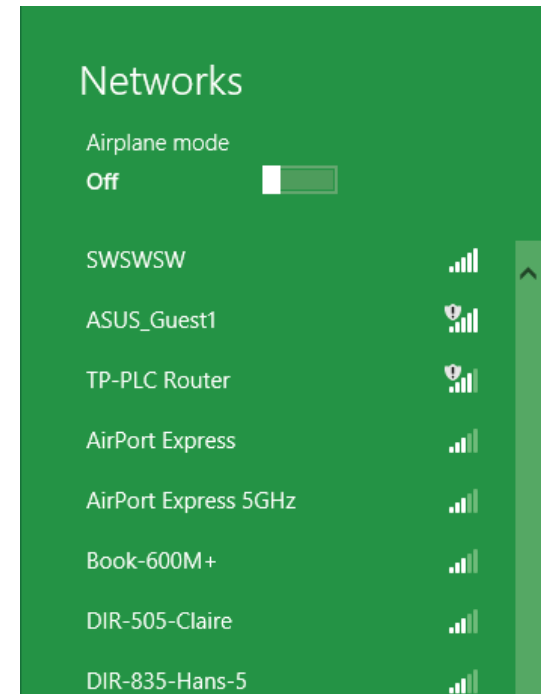 Networks
Airplane mode
Off
SWSWSW
ASUS_Guest1
TP-PLC Router
AirPort Express
AirPort Express 5GHz
Book-600M+
DIR-505-Claire
DIR-835-Hans-5